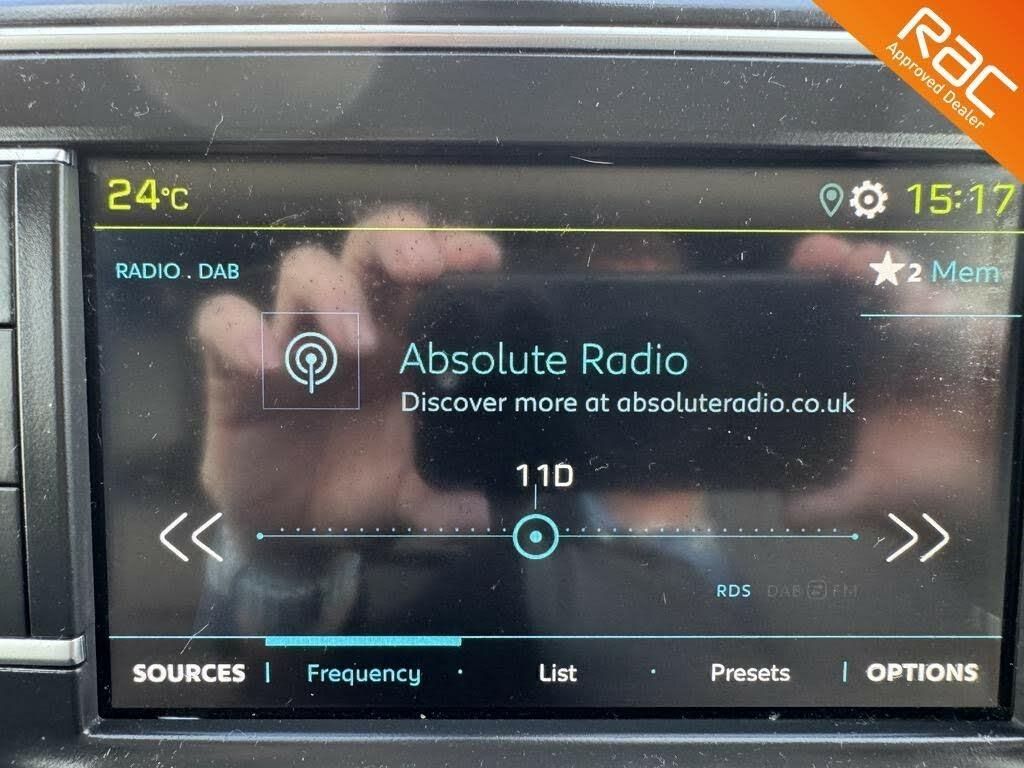 Rac
Approved Dealer
24°C
15:17
RADIO . DAB
2 Mem
Absolute Radio
Discover more at absoluteradio.co.uk
11D
RDS DAB FM
SOURCES | Frequency · List · Presets | OPTIONS